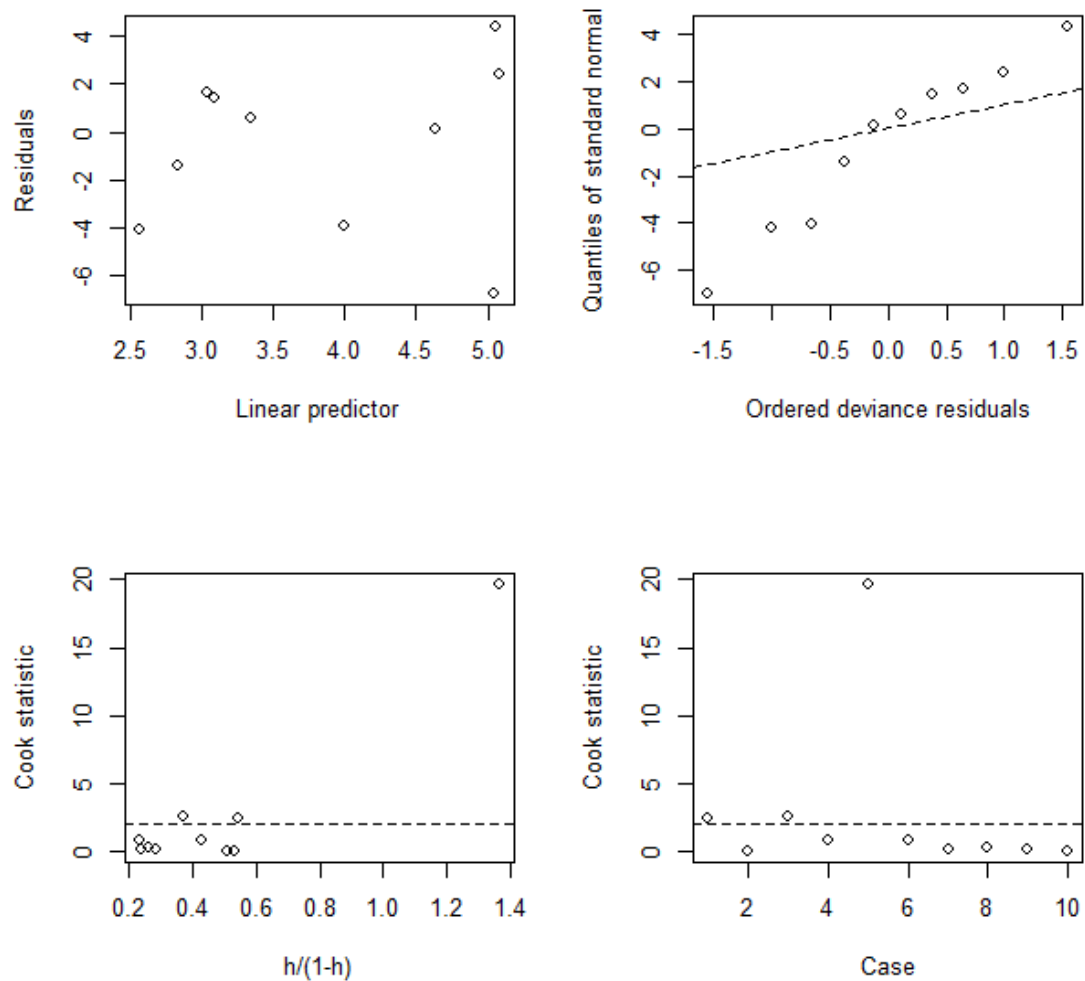 Residuals
4
2
0
-2
-4
-6
2.5 3.0 3.5 4.0 4.5 5.0
Linear predictor
Quantiles of standard normal
4
2
0
-2
-4
-6
-1.5 -0.5 0.0 0.5 1.0 1.5
Ordered deviance residuals
Cook statistic
20
15
10
5
0
0.2 0.4 0.6 0.8 1.0 1.2 1.4
h/(1-h)
Cook statistic
20
15
10
5
0
2 4 6 8 10
Case